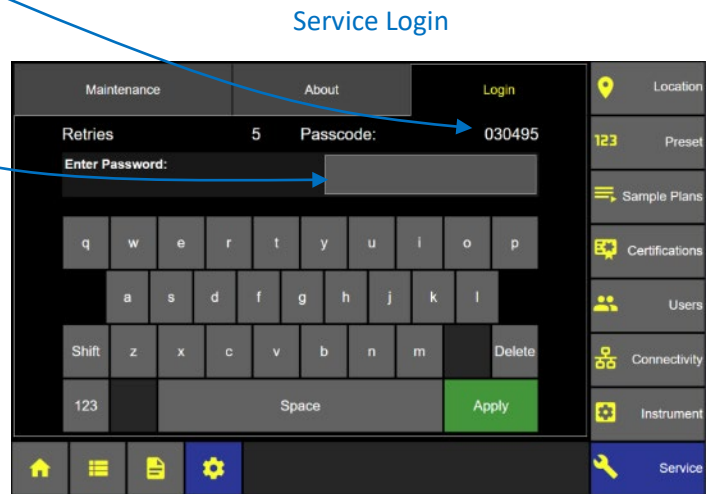 Service Login
Maintenance About Login
Retries 5 Passcode: 030495
Enter Password:
q w e r t y u i o p
a s d f g h j k l
Shift z x c v b n m Delete
123 Space Apply
Location
123 Preset
Sample Plans
Certifications
Users
Connectivity
Instrument
Service